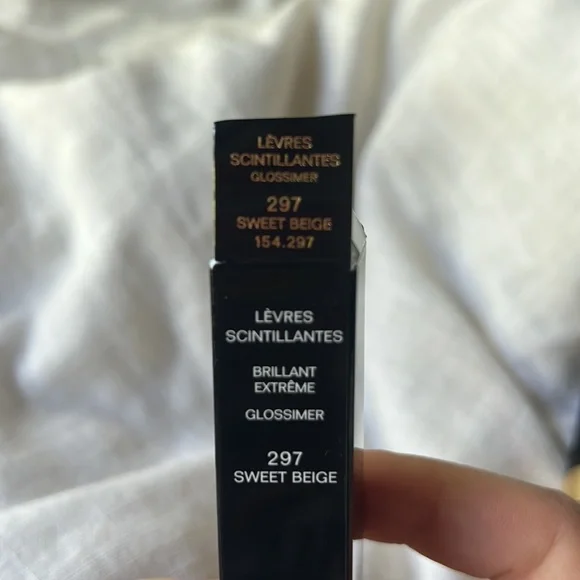 LÈVRES
SCINTILLANTES
GLOSSIMER
297
SWEET BEIGE
154.297
LÈVRES
SCINTILLANTES
BRILLANT
EXTRÊME
GLOSSIMER
297
SWEET BEIGE